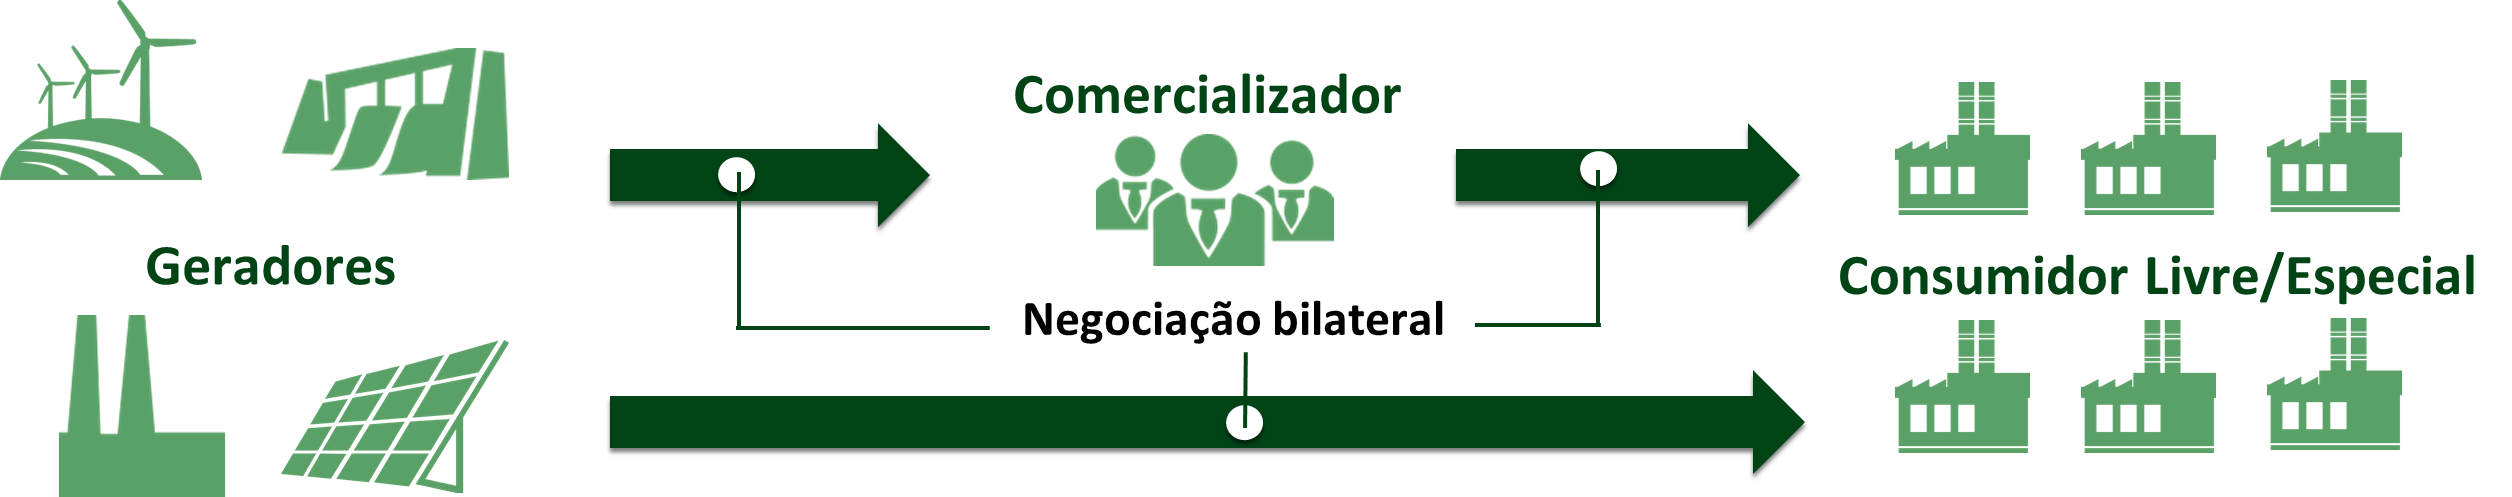 Comercializador
Geradores
Consumidor Livre/Especial
Negociação bilateral